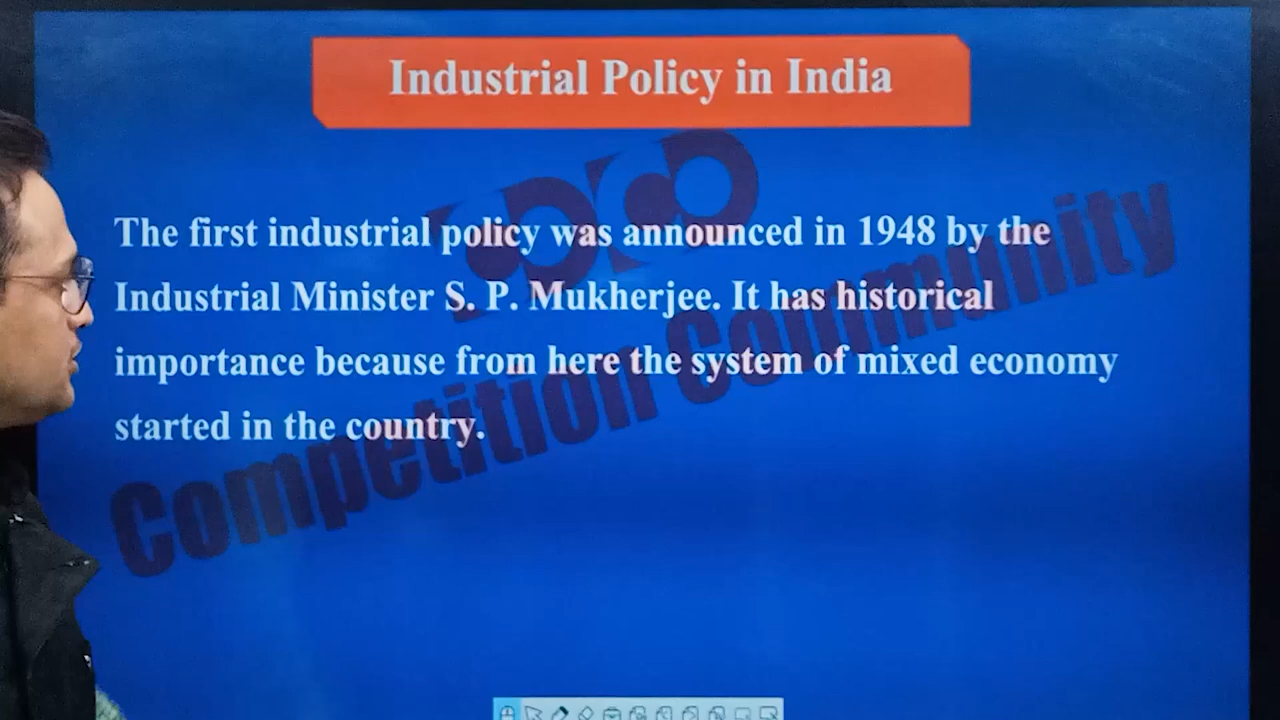 Industrial Policy in India
The first industrial policy was announced in 1948 by the
Industrial Minister S. P. Mukherjee. It has historical
importance because from here the system of mixed economy
started in the country.
Competition Community